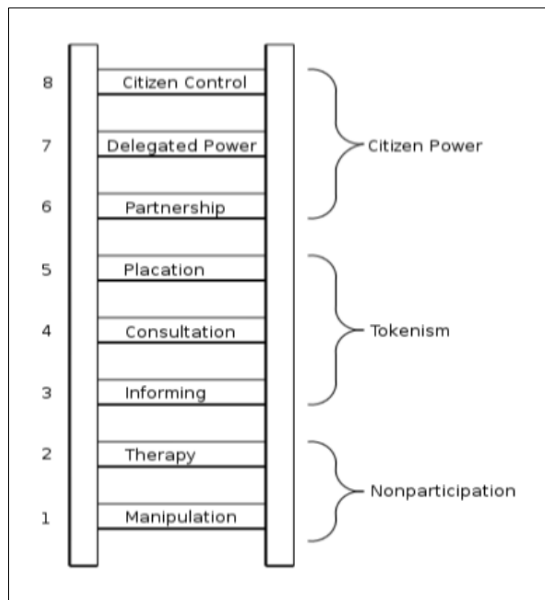 8 Citizen Control
7 Delegated Power Citizen Power
6 Partnership
5 Placation
4 Consultation Tokenism
3 Informing
2 Therapy
Nonparticipation
1 Manipulation